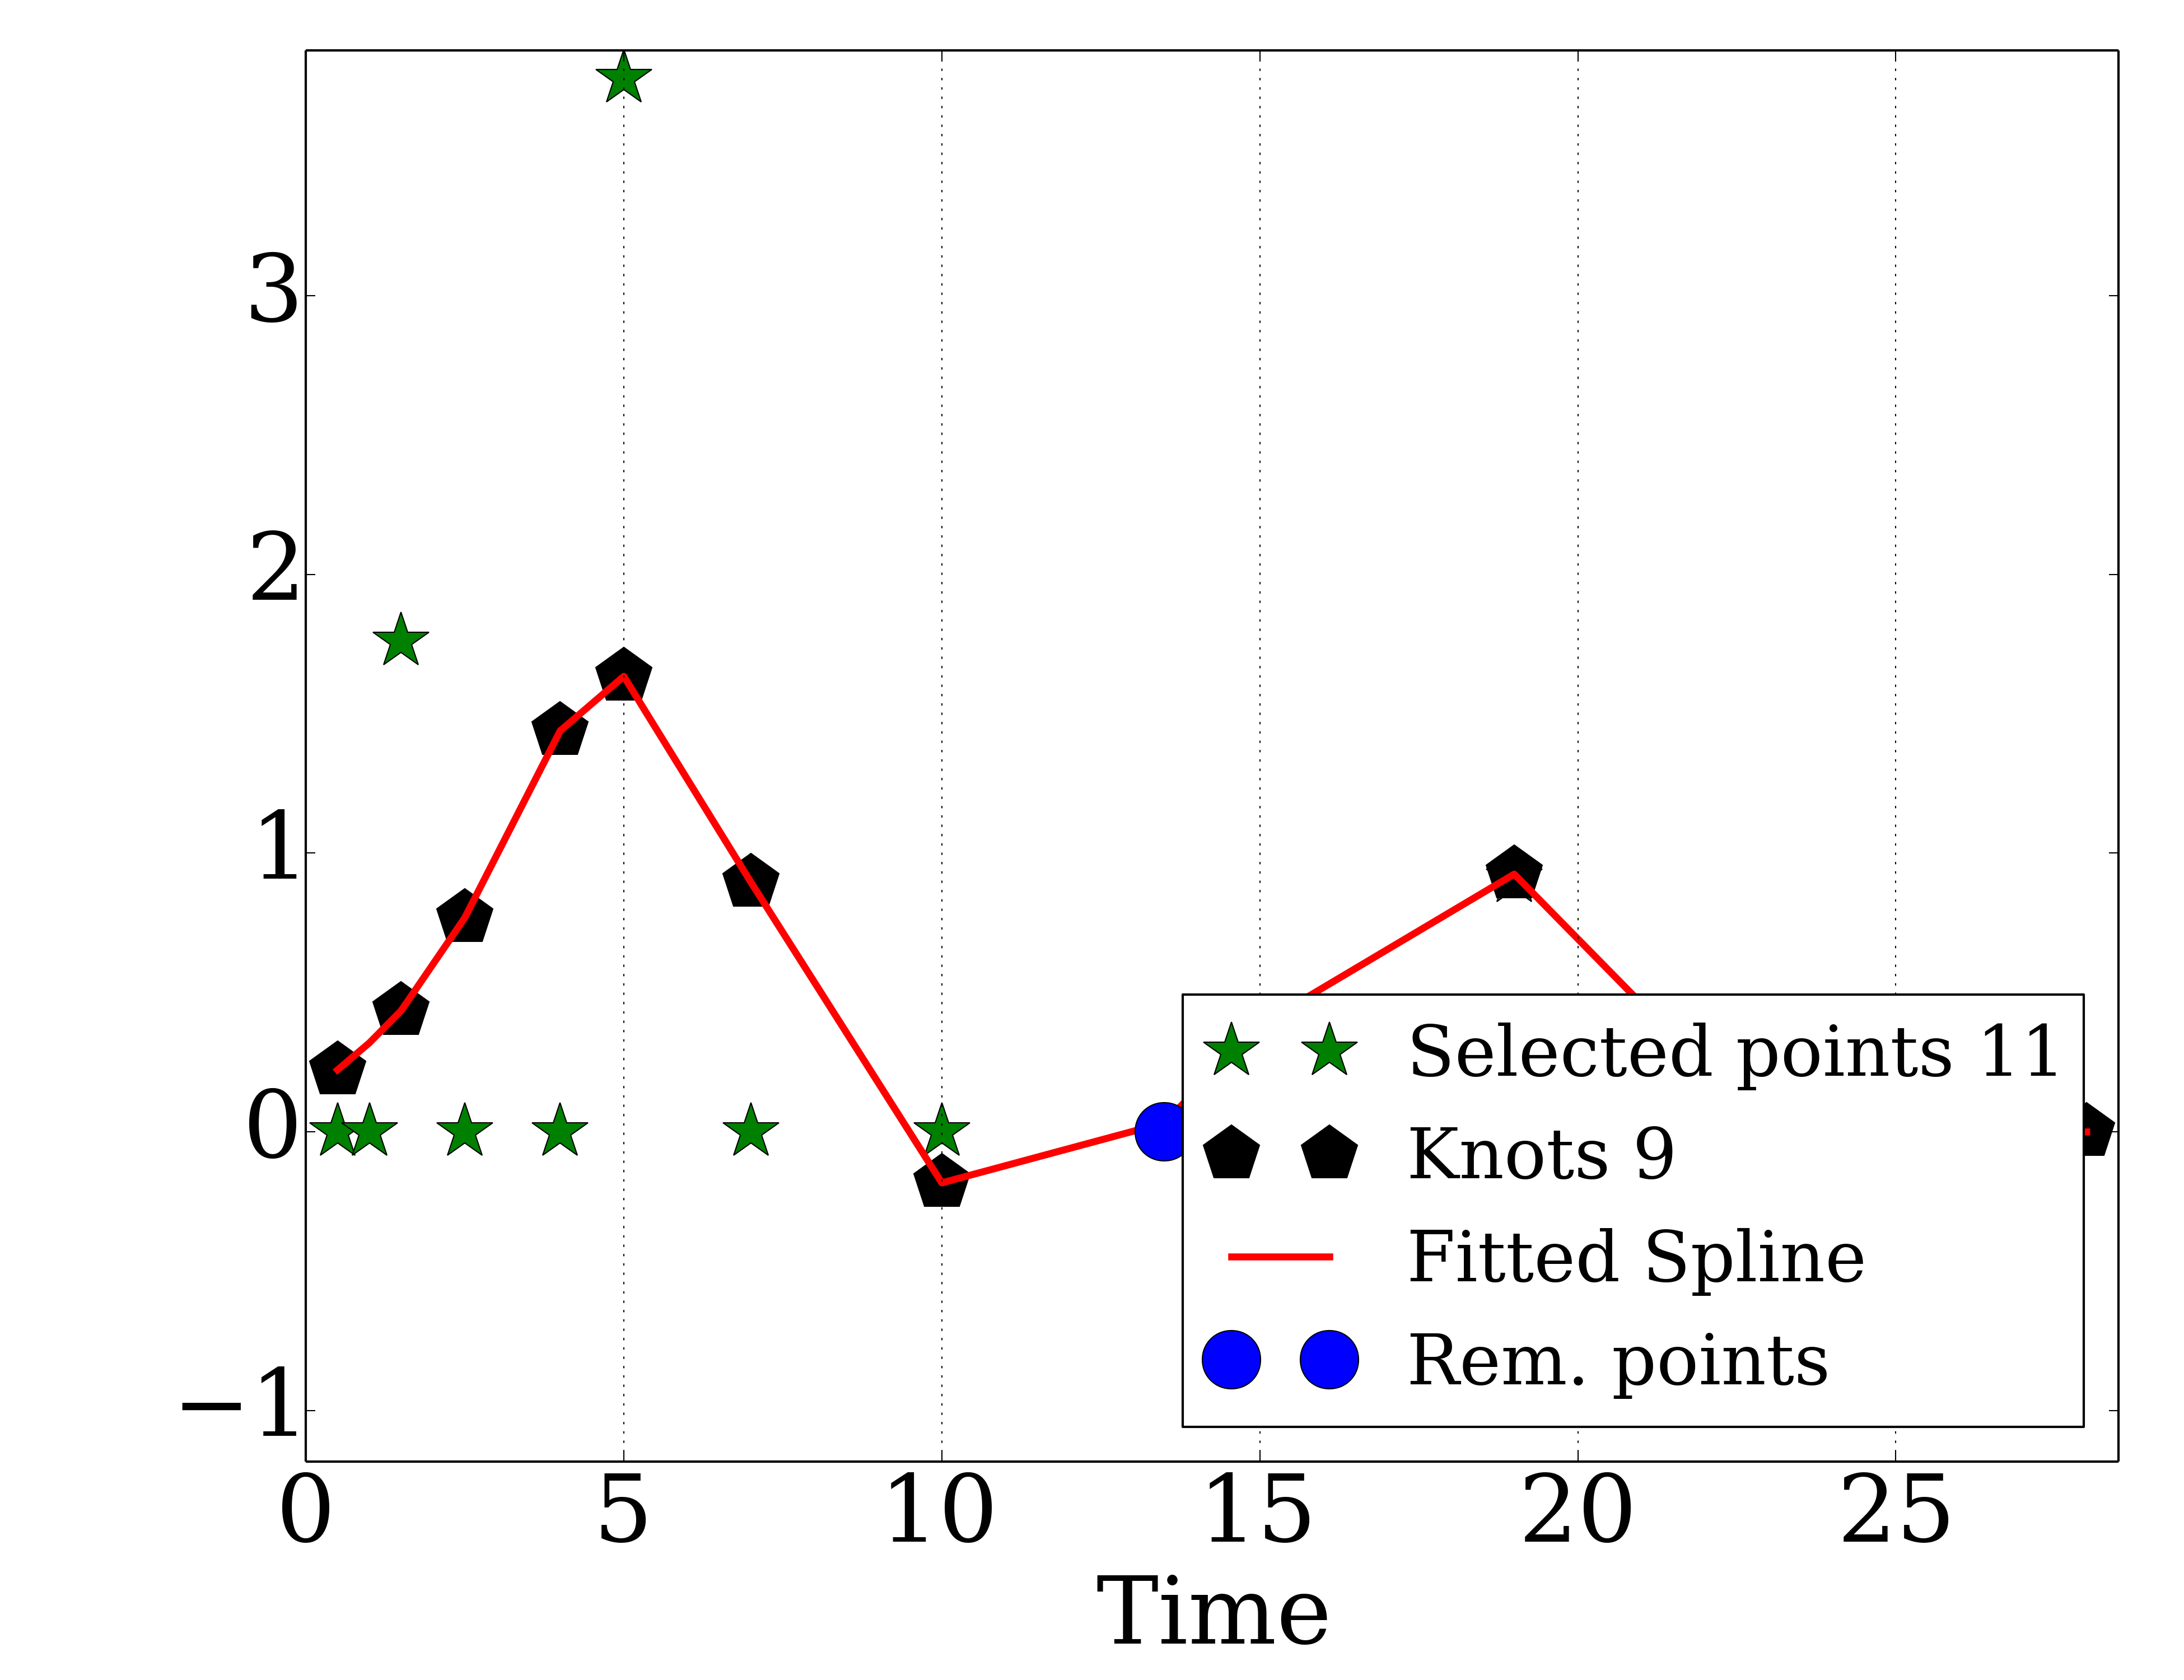 3
2
1
0
−1
Selected points 11
Knots 9
Fitted Spline
Rem. points
0 5 10 15 20 25
Time